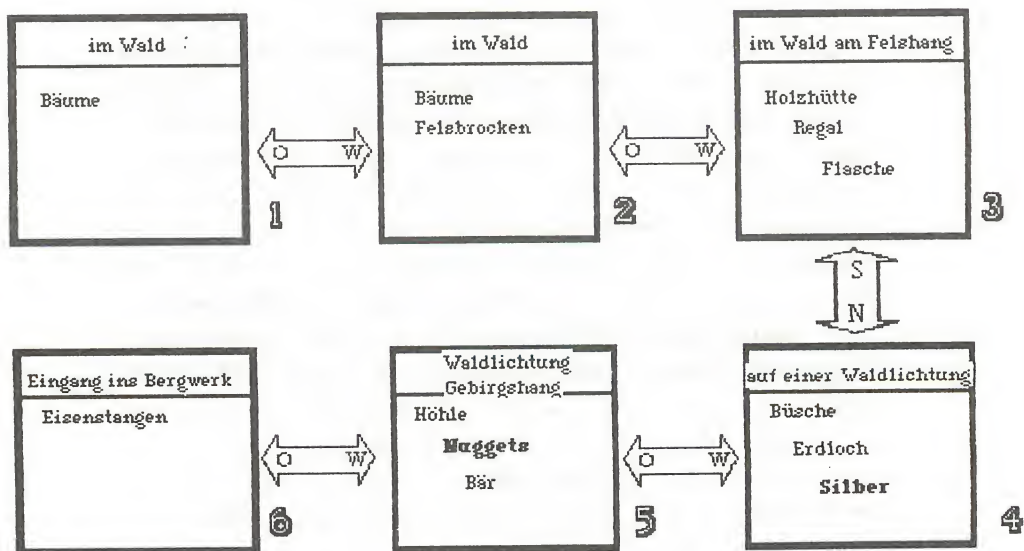 im Wald
Bäume
O W
1
im Wald
Bäume
Felsbrocken
O W
2
im Wald am Felshang
Holzhütte
Regal
Flasche
3
S
N
auf einer Waldlichtung
Büsche
Erdloch
Silber
4
O W
Waldlichtung
Gebirgshang
Höhle
Nuggets
Bär
5
O W
Eingang ins Bergwerk
Eisenstangen
6